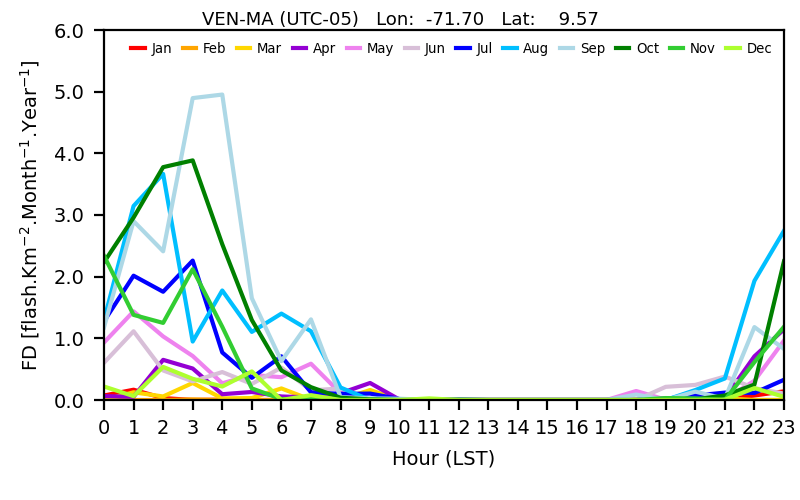 VEN-MA (UTC-05)   Lon:  -71.70   Lat:    9.57
Jan Feb Mar Apr May Jun Jul Aug Sep Oct Nov Dec
6.0
5.0
4.0
3.0
2.0
1.0
0.0
FD [flash.Km⁻².Month⁻¹.Year⁻¹]
0 1 2 3 4 5 6 7 8 9 10 11 12 13 14 15 16 17 18 19 20 21 22 23
Hour (LST)